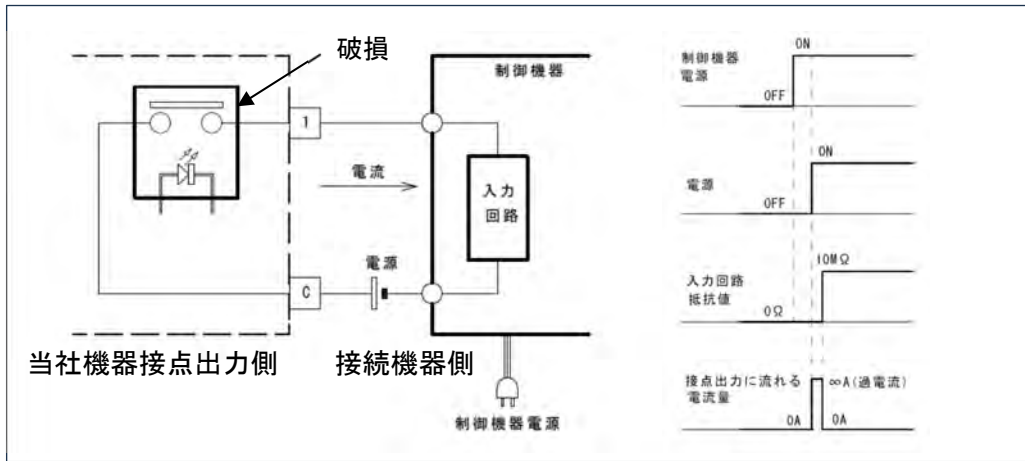 破損
1
電流
電源
C
当社機器接点出力側
制御機器
入力
回路
接続機器側
制御機器電源
制御機器
電源
ON
OFF
電源
ON
OFF
入力回路
抵抗値
10MΩ
0Ω
接点出力に流れる
電流量
∞A(過電流)
0A
0A